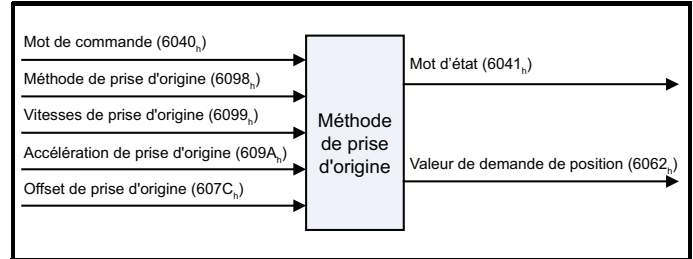 Mot de commande (6040h)
Méthode de prise d'origine (6098h)
Vitesses de prise d'origine (6099h)
Accélération de prise d'origine (609Ah)
Offset de prise d'origine (607Ch)
Méthode
de prise
d'origine
Mot d'état (6041h)
Valeur de demande de position (6062h)